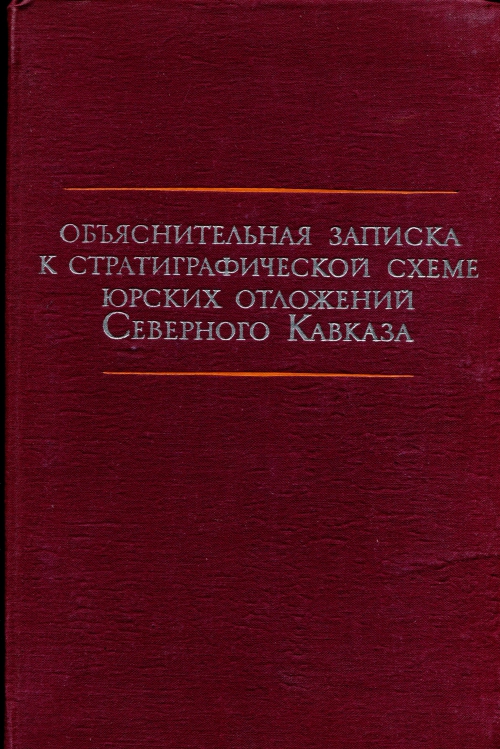 ОБЪЯСНИТЕЛЬНАЯ ЗАПИСКА
К СТРАТИГРАФИЧЕСКОЙ СХЕМЕ
ЮРСКИХ ОТЛОЖЕНИЙ
СЕВЕРНОГО КАВКАЗА